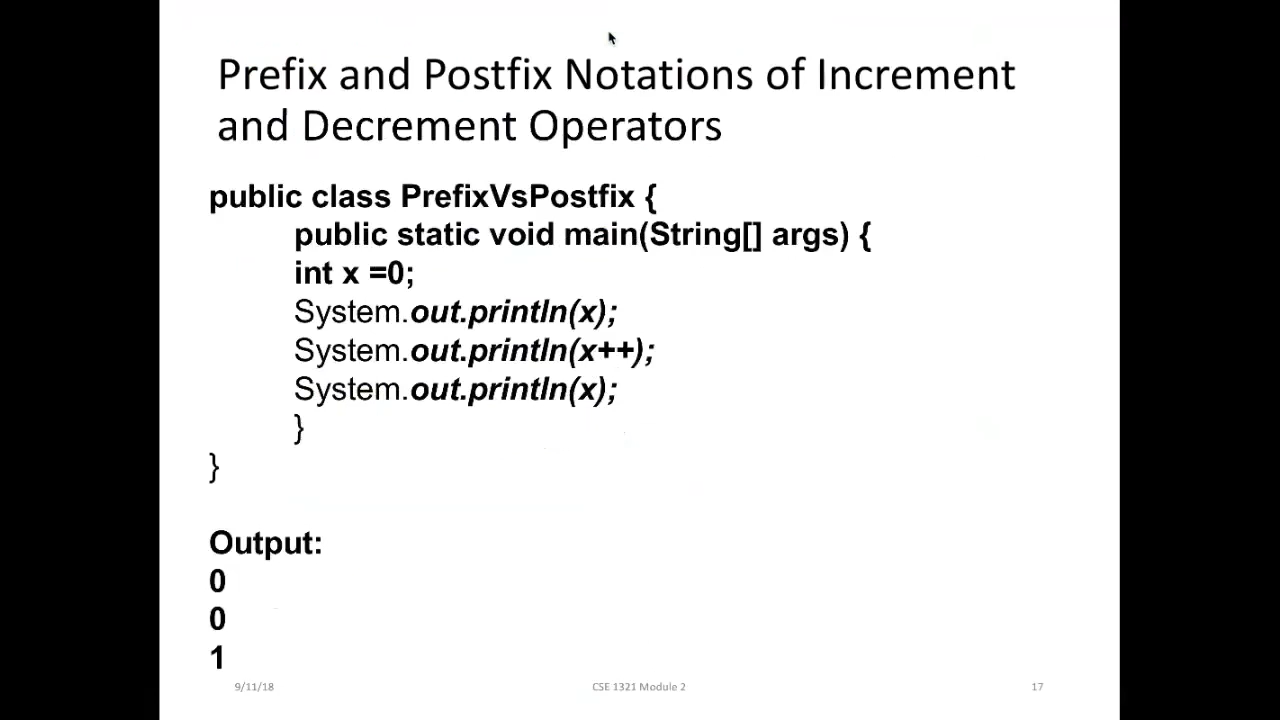 Prefix and Postfix Notations of Increment
and Decrement Operators
public class PrefixVsPostfix {
public static void main(String[] args) {
int x =0;
System.out.println(x);
System.out.println(x++);
System.out.println(x);
}
}
Output:
0
0
1
9/11/18 CSE 1321 Module 2 17